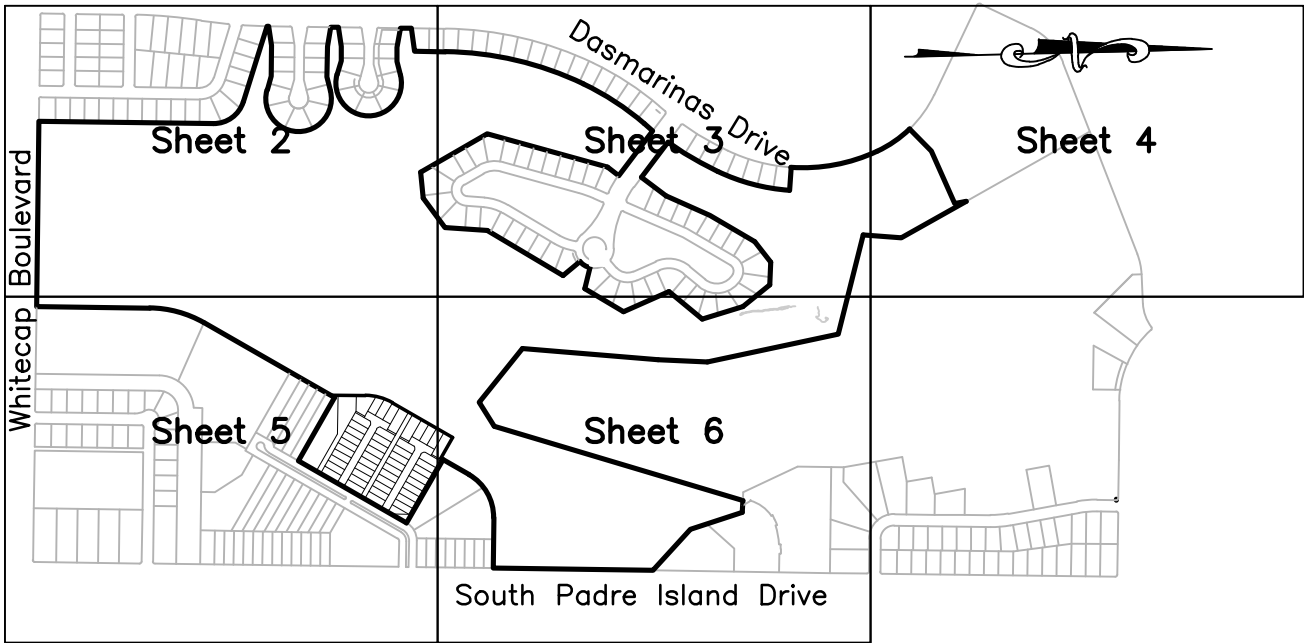 Dasmarinas Drive
Sheet 2
Sheet 3
Sheet 4
Whitecap Boulevard
Sheet 5
Sheet 6
South Padre Island Drive